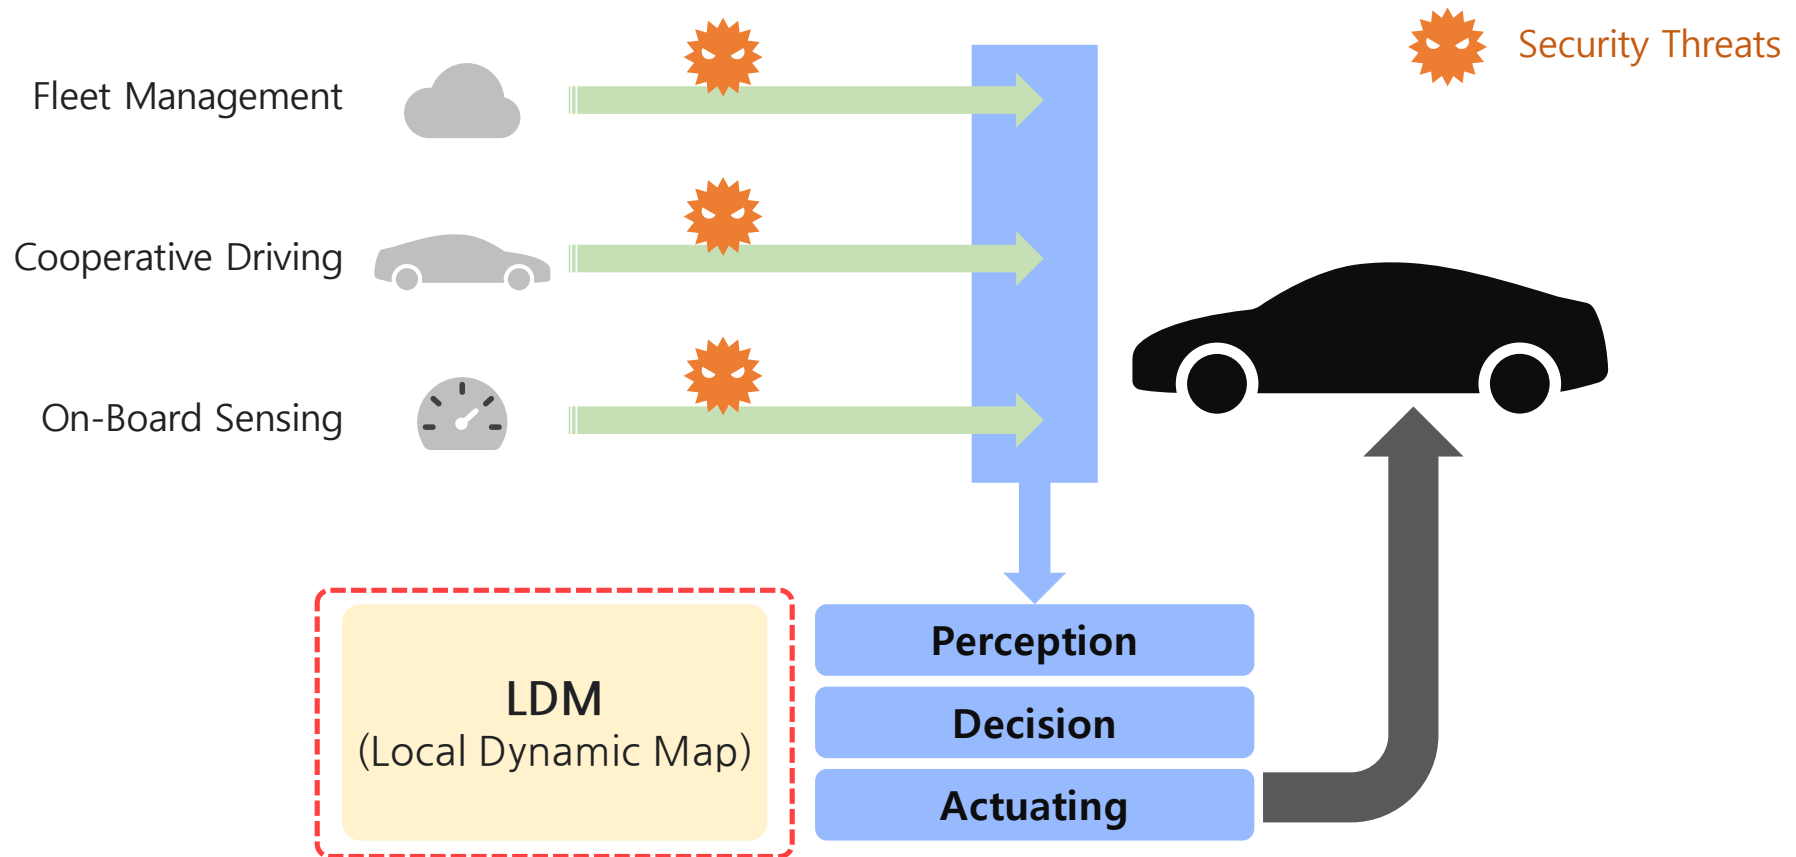 Security Threats
Fleet Management
Cooperative Driving
On-Board Sensing
LDM
(Local Dynamic Map)
Perception
Decision
Actuating